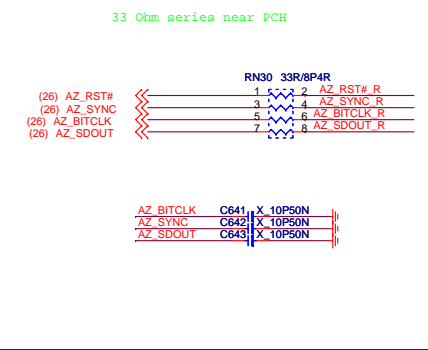 33 Ohm series near PCH
RN30 33R/8P4R
(26) AZ_RST# 1 2 AZ_RST#_R
(26) AZ_SYNC 3 4 AZ_SYNC_R
(26) AZ_BITCLK 5 6 AZ_BITCLK_R
(26) AZ_SDOUT 7 8 AZ_SDOUT_R
AZ_BITCLK C641 X_10P50N
AZ_SYNC C642 X_10P50N
AZ_SDOUT C643 X_10P50N